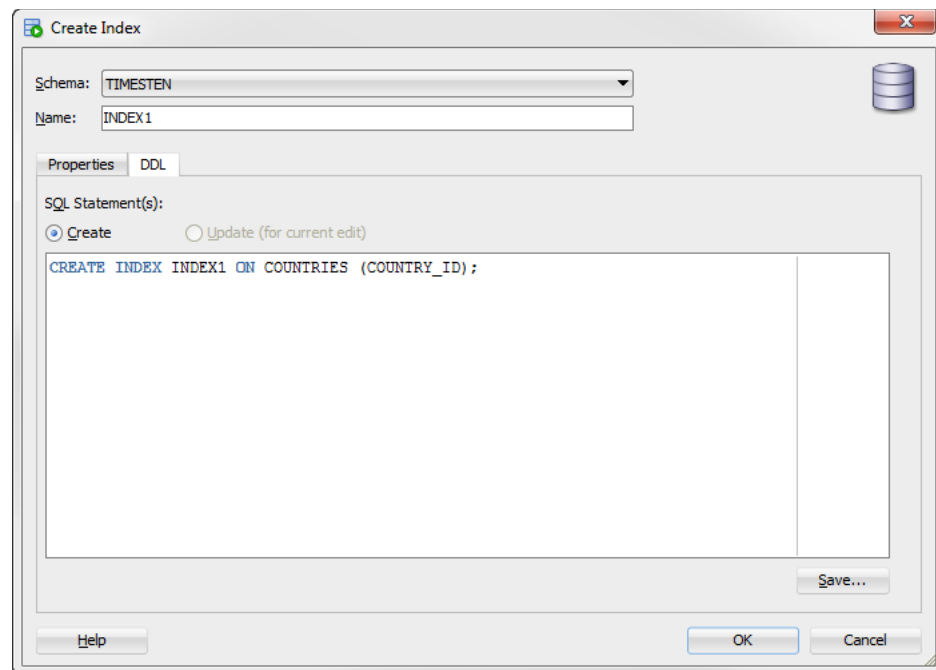 Create Index
Schema: TIMESTEN
Name: INDEX1
Properties DDL
SQL Statement(s):
Create Update (for current edit)
CREATE INDEX INDEX1 ON COUNTRIES (COUNTRY_ID);
Save...
Help OK Cancel